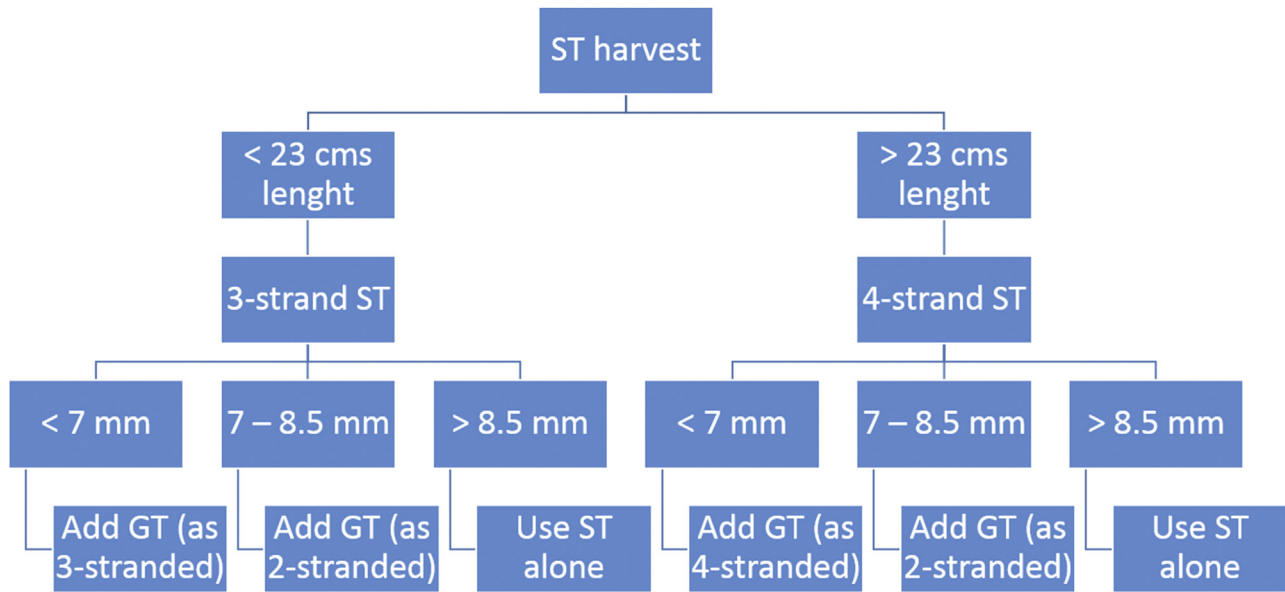 ST harvest
< 23 cms
lenght
> 23 cms
lenght
3-strand ST
4-strand ST
< 7 mm
7 – 8.5 mm
> 8.5 mm
< 7 mm
7 – 8.5 mm
> 8.5 mm
Add GT (as
3-stranded)
Add GT (as
2-stranded)
Use ST
alone
Add GT (as
4-stranded)
Add GT (as
2-stranded)
Use ST
alone